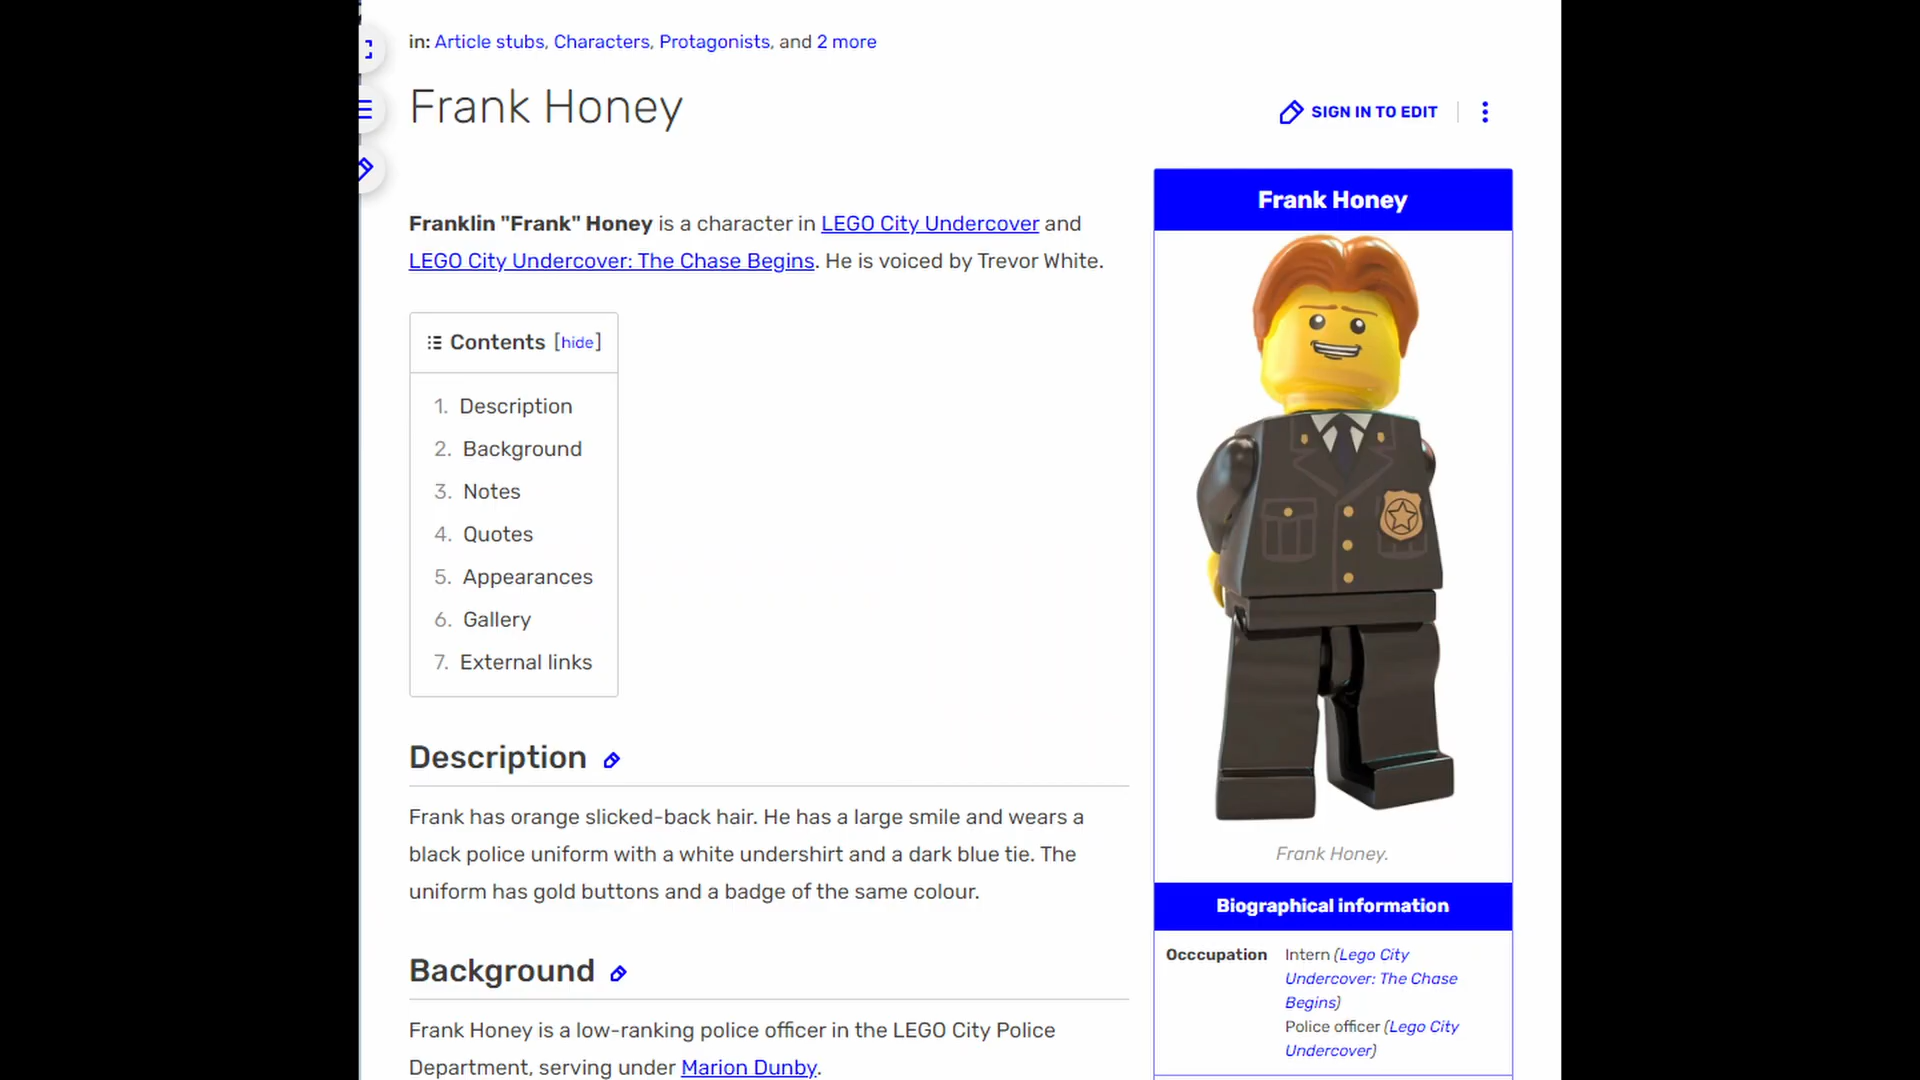 in: Article stubs, Characters, Protagonists, and 2 more
Frank Honey
SIGN IN TO EDIT
Franklin "Frank" Honey is a character in LEGO City Undercover and
LEGO City Undercover: The Chase Begins. He is voiced by Trevor White.
Contents [hide]
1. Description
2. Background
3. Notes
4. Quotes
5. Appearances
6. Gallery
7. External links
Description
Frank has orange slicked-back hair. He has a large smile and wears a
black police uniform with a white undershirt and a dark blue tie. The
uniform has gold buttons and a badge of the same colour.
Background
Frank Honey is a low-ranking police officer in the LEGO City Police
Department, serving under Marion Dunby.
Frank Honey
Frank Honey.
Biographical information
Occcupation
Intern (Lego City
Undercover: The Chase
Begins)
Police officer (Lego City
Undercover)